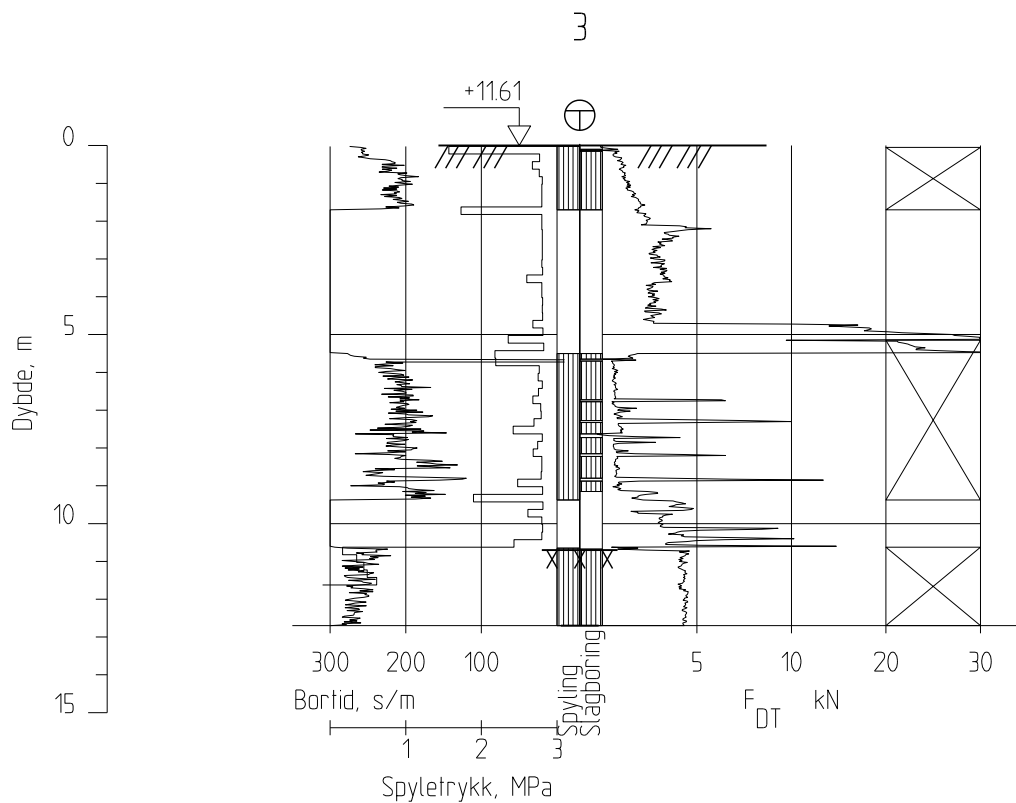 3
+11.61
0
5
10
15
Dybde, m
300 200 100
5 10 20 30
Bortid, s/m
Spyling
Slagboring
F DT kN
1 2 3
Spyletrykk, MPa